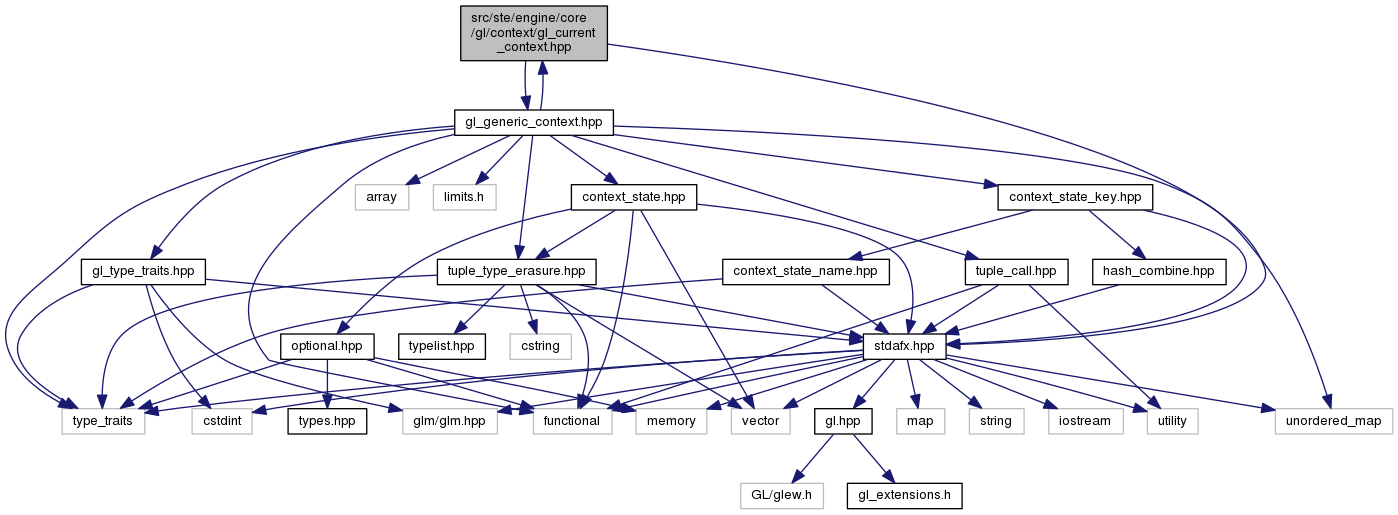 src/ste/engine/core
/gl/context/gl_current
_context.hpp
gl_generic_context.hpp
array
limits.h
context_state.hpp
context_state_key.hpp
gl_type_traits.hpp
tuple_type_erasure.hpp
context_state_name.hpp
tuple_call.hpp
hash_combine.hpp
optional.hpp
typelist.hpp
cstring
stdafx.hpp
type_traits
cstdint
types.hpp
glm/glm.hpp
functional
memory
vector
gl.hpp
map
string
iostream
utility
unordered_map
GL/glew.h
gl_extensions.h